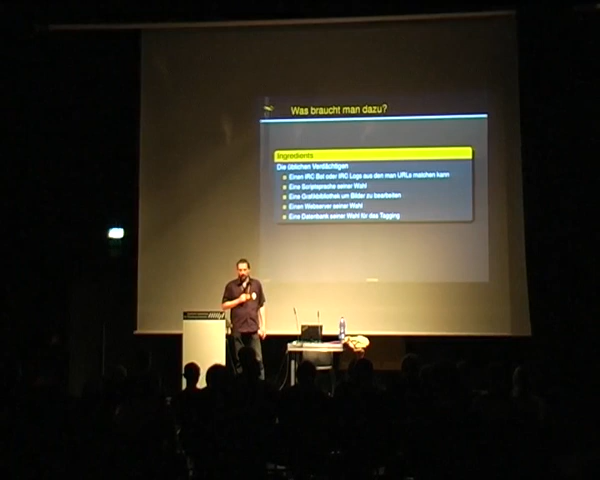 Was braucht man dazu?
Ingredients
Die üblichen Verdächtigen
Einen IRC Bot oder IRC Logs aus den man URLs matchen kann
Eine Scriptsprache seiner Wahl
Eine Grafikbibliothek um Bilder zu bearbeiten
Einen Webserver seiner Wahl
Eine Datenbank seiner Wahl für das Tagging